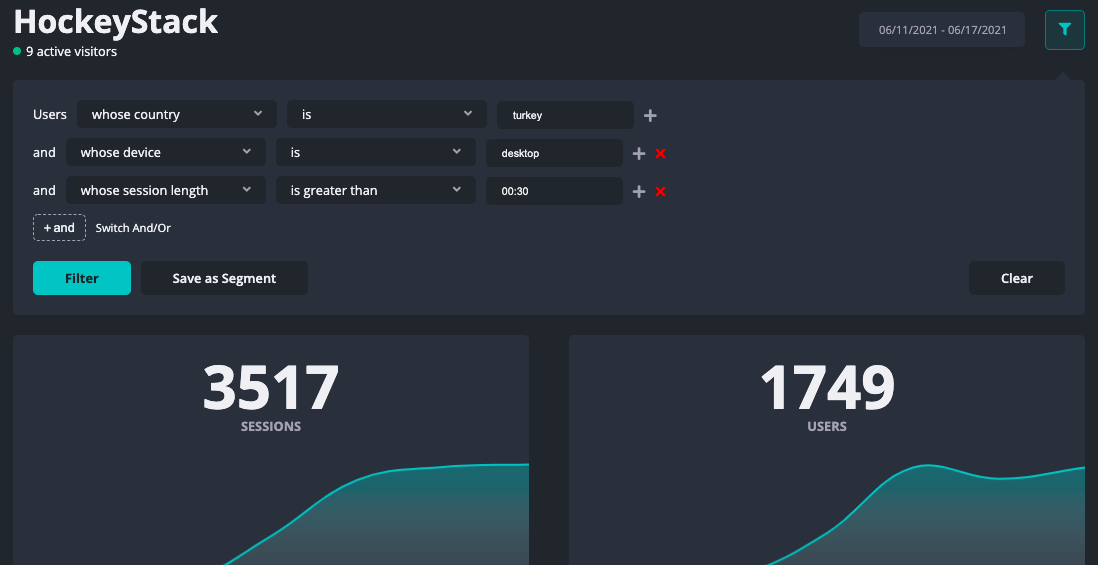 HockeyStack
9 active visitors
06/11/2021 - 06/17/2021
Users whose country is turkey +
and whose device is desktop +
and whose session length is greater than 00:30 +
+ and Switch And/Or
Filter Save as Segment Clear
3517
SESSIONS
1749
USERS